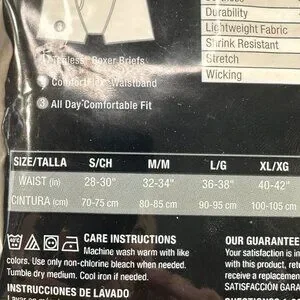 Durability
Lightweight Fabric
Shrink Resistant
Stretch
Wicking
Boxer Briefs
Waistband
3 All Day Comfortable Fit
SIZE/TALLA S/CH M/M L/G XL/XG
WAIST (in) 28-30" 32-34" 36-38" 40-42"
CINTURA (cm) 70-75 cm 80-85 cm 90-95 cm 100-105 cm
CARE INSTRUCTIONS
Machine wash warm with like
colors. Use only non-chlorine bleach when needed.
Tumble dry medium. Cool iron if needed.
INSTRUCCIONES DE LAVADO
OUR GUARANTEE
Your satisfaction is
with this product, ret
receive a replacement
SATISFACCIÓN GARA